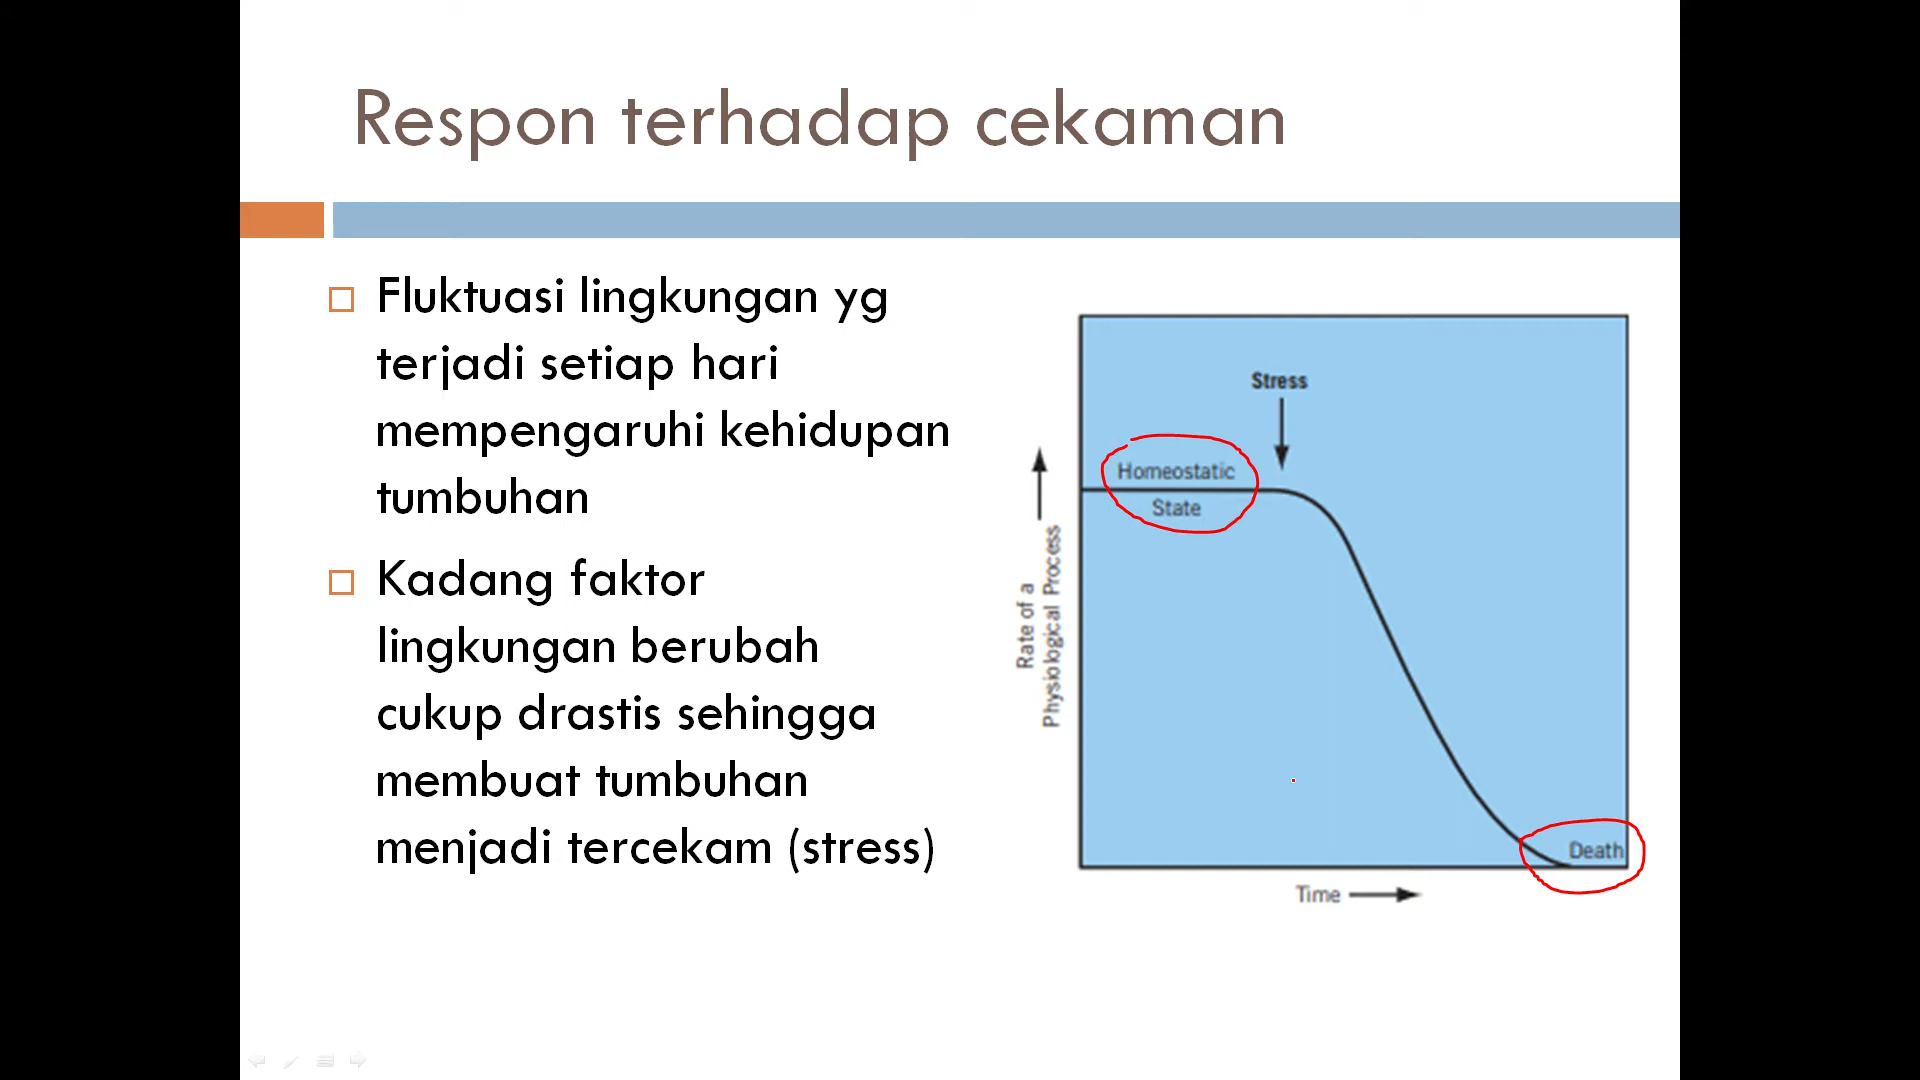 Respon terhadap cekaman
Fluktuasi lingkungan yg
terjadi setiap hari
mempengaruhi kehidupan
tumbuhan
Kadang faktor
lingkungan berubah
cukup drastis sehingga
membuat tumbuhan
menjadi tercekam (stress)
Stress
Homeostatic
State
Rate of a
Physiological Process
Death
Time